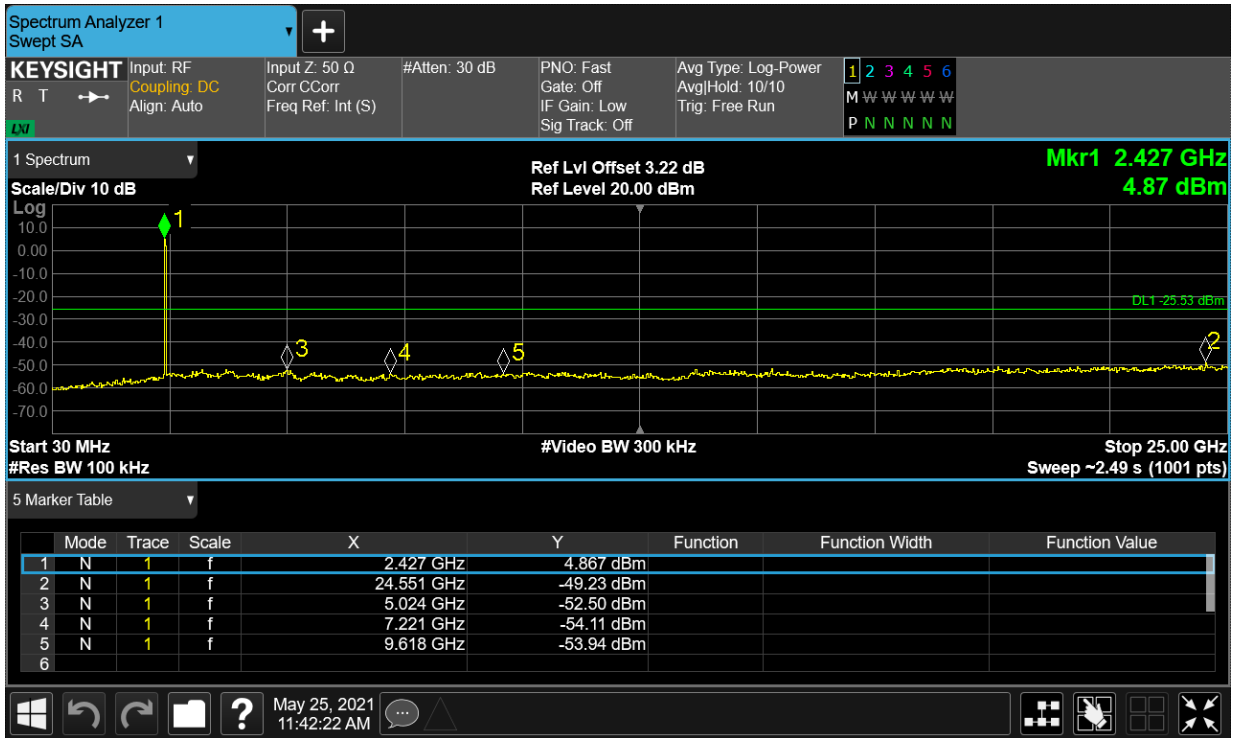 Spectrum Analyzer 1
Swept SA
KEYSIGHT
R T
LXI
Input: RF
Coupling: DC
Align: Auto
Input Z: 50 Ω
Corr CCorr
Freq Ref: Int (S)
#Atten: 30 dB
PNO: Fast
Gate: Off
IF Gain: Low
Sig Track: Off
Avg Type: Log-Power
Avg|Hold: 10/10
Trig: Free Run
1 2 3 4 5 6
M W W W W W
P N N N N N
1 Spectrum
Scale/Div 10 dB
Ref Lvl Offset 3.22 dB
Ref Level 20.00 dBm
Mkr1 2.427 GHz
4.87 dBm
Log
10.0
0.00
-10.0
-20.0
-30.0
-40.0
-50.0
-60.0
-70.0
1
3
4
5
2
DL1 -25.53 dBm
Start 30 MHz
#Res BW 100 kHz
#Video BW 300 kHz
Stop 25.00 GHz
Sweep ~2.49 s (1001 pts)
5 Marker Table
Mode Trace Scale X Y Function Function Width Function Value
1 N 1 f 2.427 GHz 4.867 dBm
2 N 1 f 24.551 GHz -49.23 dBm
3 N 1 f 5.024 GHz -52.50 dBm
4 N 1 f 7.221 GHz -54.11 dBm
5 N 1 f 9.618 GHz -53.94 dBm
6
?
May 25, 2021
11:42:22 AM